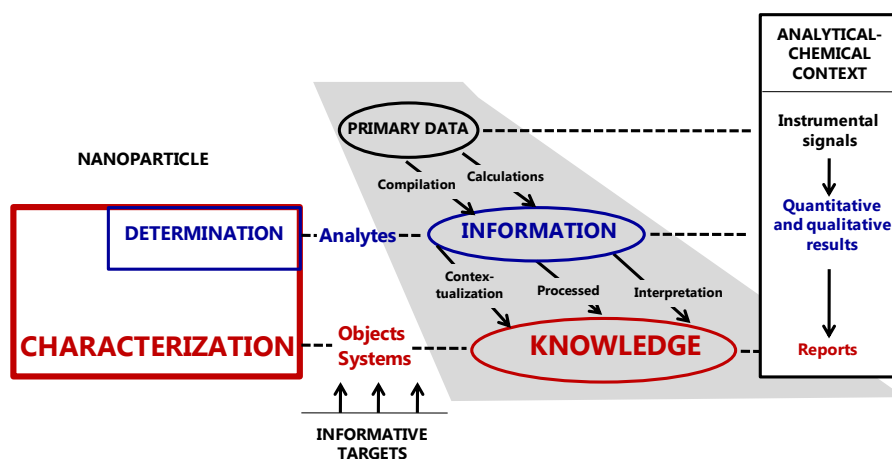 NANOPARTICLE
DETERMINATION
CHARACTERIZATION
Analytes
Objects
Systems
INFORMATIVE
TARGETS
PRIMARY DATA
Compilation
Calculations
INFORMATION
Contex-
tualization
Processed
Interpretation
KNOWLEDGE
ANALYTICAL-
CHEMICAL
CONTEXT
Instrumental
signals
Quantitative
and qualitative
results
Reports